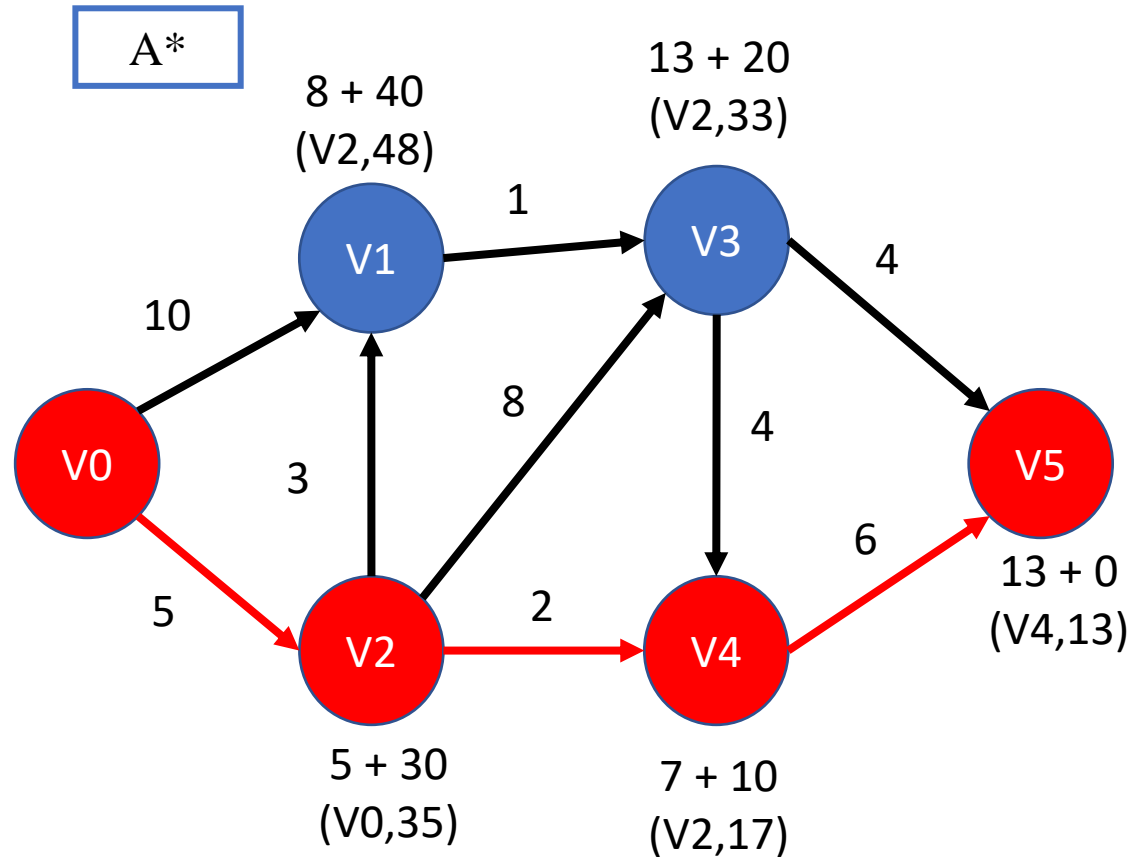 A*
8 + 40
(V2,48)
13 + 20
(V2,33)
1
V1
V3
4
10
8
4
V0
3
V5
6
5
2
13 + 0
(V4,13)
V2
V4
5 + 30
(V0,35)
7 + 10
(V2,17)